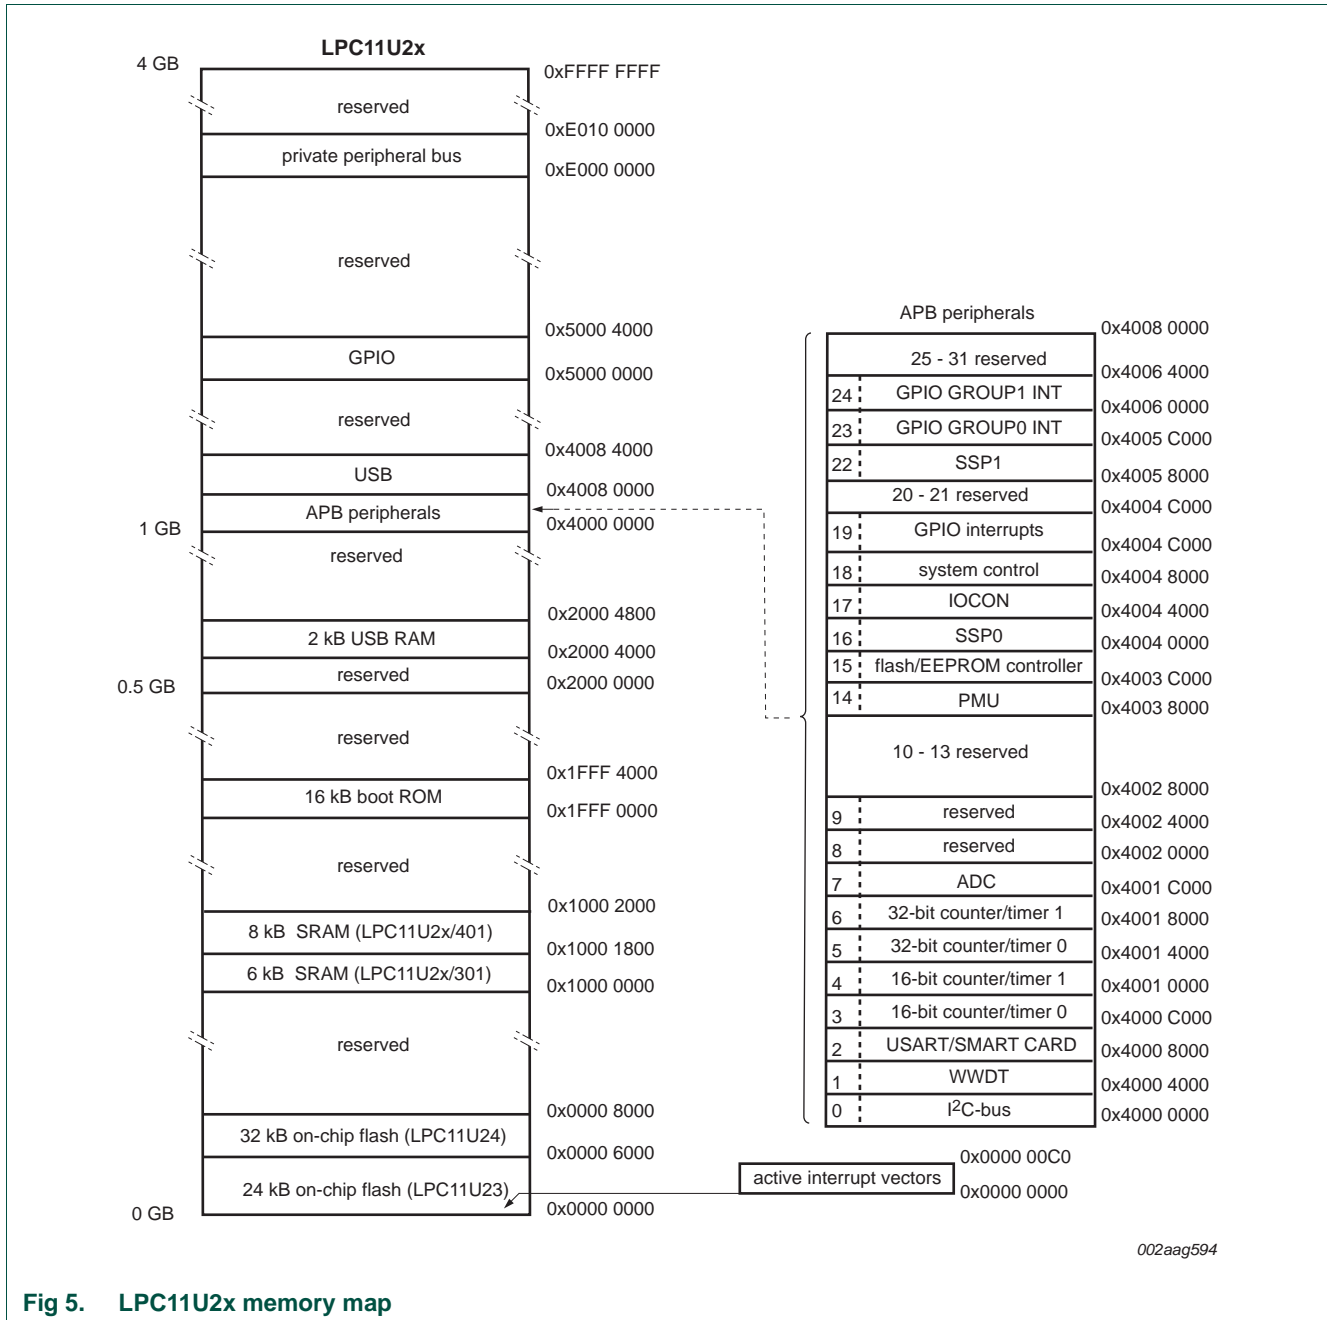 LPC11U2x
4 GB
0xFFFF FFFF
reserved
0xE010 0000
private peripheral bus
0xE000 0000
reserved
0x5000 4000
GPIO
0x5000 0000
reserved
0x4008 4000
USB
0x4008 0000
APB peripherals
1 GB
0x4000 0000
reserved
0x2000 4800
2 kB USB RAM
0x2000 4000
reserved
0.5 GB
0x2000 0000
reserved
0x1FFF 4000
16 kB boot ROM
0x1FFF 0000
reserved
0x1000 2000
8 kB SRAM (LPC11U2x/401)
0x1000 1800
6 kB SRAM (LPC11U2x/301)
0x1000 0000
reserved
0x0000 8000
32 kB on-chip flash (LPC11U24)
0x0000 6000
24 kB on-chip flash (LPC11U23)
0 GB
0x0000 0000
APB peripherals
0x4008 0000
25 - 31 reserved
0x4006 4000
24 GPIO GROUP1 INT
0x4006 0000
23 GPIO GROUP0 INT
0x4005 C000
22 SSP1
0x4005 8000
20 - 21 reserved
0x4004 C000
19 GPIO interrupts
0x4004 C000
18 system control
0x4004 8000
17 IOCON
0x4004 4000
16 SSP0
0x4004 0000
15 flash/EEPROM controller
0x4003 C000
14 PMU
0x4003 8000
10 - 13 reserved
0x4002 8000
9 reserved
0x4002 4000
8 reserved
0x4002 0000
7 ADC
0x4001 C000
6 32-bit counter/timer 1
0x4001 8000
5 32-bit counter/timer 0
0x4001 4000
4 16-bit counter/timer 1
0x4001 0000
3 16-bit counter/timer 0
0x4000 C000
2 USART/SMART CARD
0x4000 8000
1 WWDT
0x4000 4000
0 I2C-bus
0x4000 0000
0x0000 00C0
active interrupt vectors
0x0000 0000
002aag594
Fig 5. LPC11U2x memory map